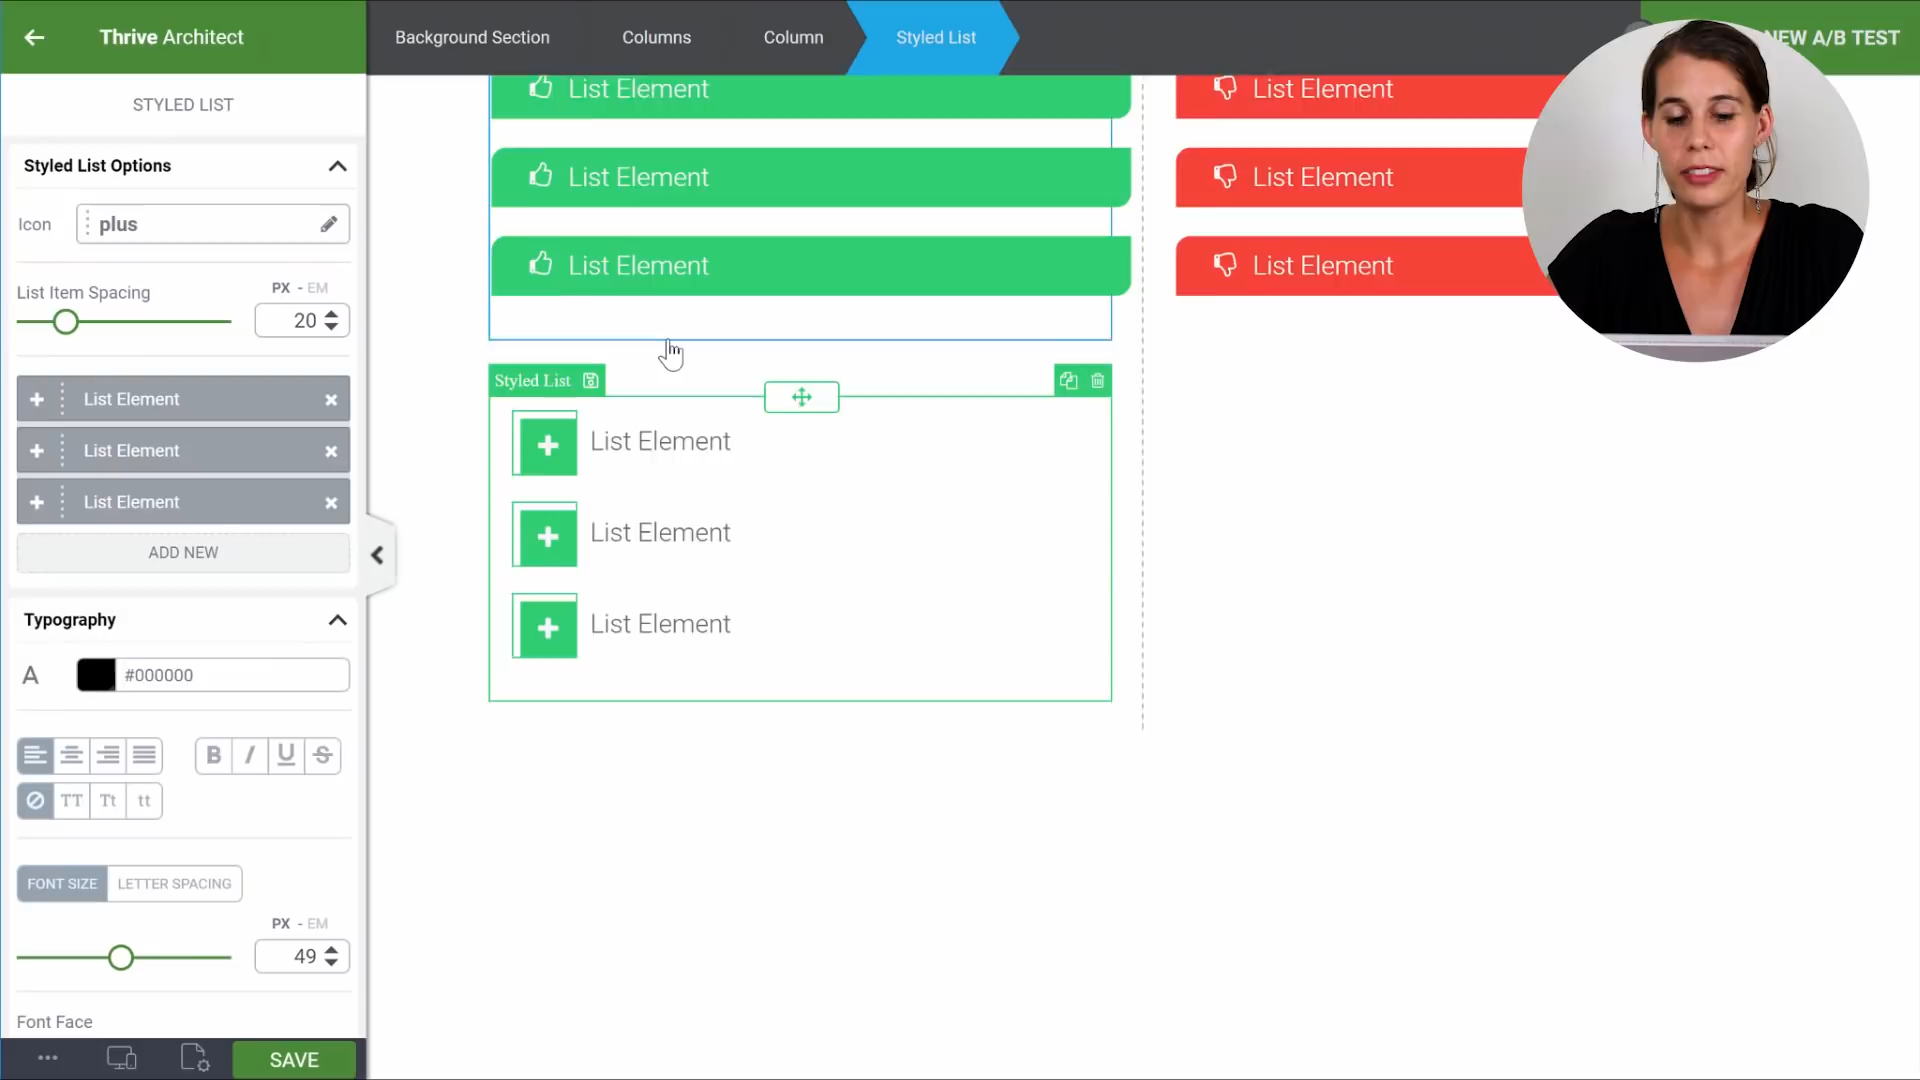 Thrive Architect
Background Section
Columns
Column
Styled List
NEW A/B TEST
STYLED LIST
Styled List Options
Icon
plus
List Item Spacing
PX - EM
20
List Element
List Element
List Element
ADD NEW
Typography
A
#000000
B I U S
TT Tt tt
FONT SIZE
LETTER SPACING
PX - EM
49
Font Face
SAVE
List Element
List Element
List Element
List Element
List Element
List Element
Styled List
List Element
List Element
List Element